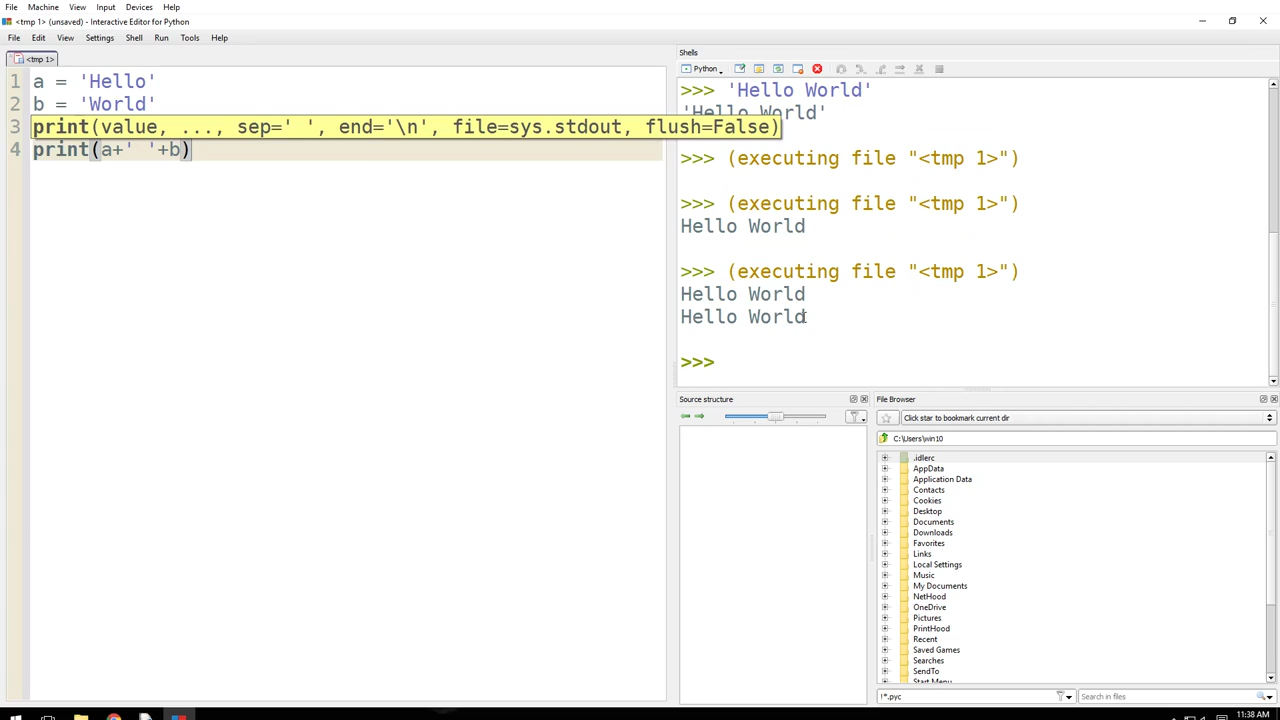 File Machine View Input Devices Help
<tmp 1> (unsaved) - Interactive Editor for Python
File Edit View Settings Shell Run Tools Help
<tmp 1>
1 a = 'Hello'
2 b = 'World'
3 print(value, ..., sep=' ', end='\n', file=sys.stdout, flush=False)
4 print(a+' '+b)
Shells
Python
>>> 'Hello World'
'Hello World'
>>> (executing file "<tmp 1>")
>>> (executing file "<tmp 1>")
Hello World
>>> (executing file "<tmp 1>")
Hello World
Hello World
>>>
Source structure
File Browser
Click star to bookmark current dir
C:\Users\win10
.idlerc
AppData
Application Data
Contacts
Cookies
Desktop
Documents
Downloads
Favorites
Links
Local Settings
Music
My Documents
NetHood
OneDrive
Pictures
PrintHood
Recent
Saved Games
Searches
SendTo
Start Menu
!*.pyc
Search in files
11:38 AM